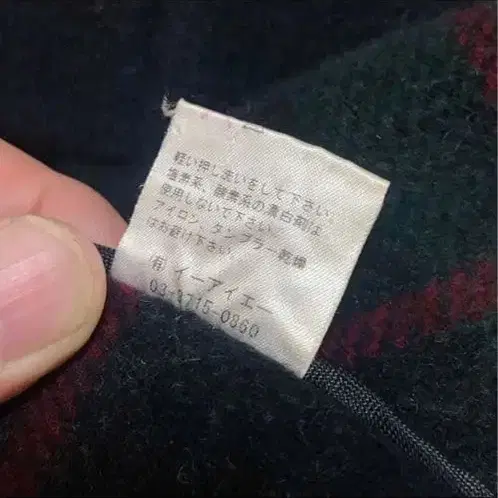 軽い押し洗いをして下さい。
塩素系、酸素系の漂白剤は
使用しないで下さい。
アイロン、タンブラー乾燥
はお避け下さい
㈲ イーアイエー
03-3715-0860